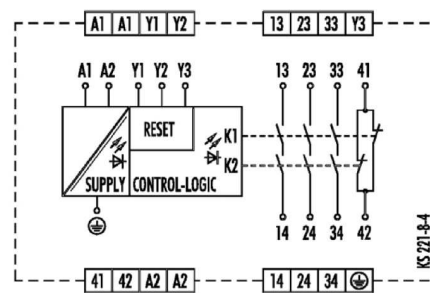 A1 A1 Y1 Y2 13 23 33 Y3
A1 A2 Y1 Y2 Y3 13 23 33 41
RESET
K1
K2
SUPPLY CONTROL-LOGIC
14 24 34 42
KS 221-8-4
41 42 A2 A2 14 24 34